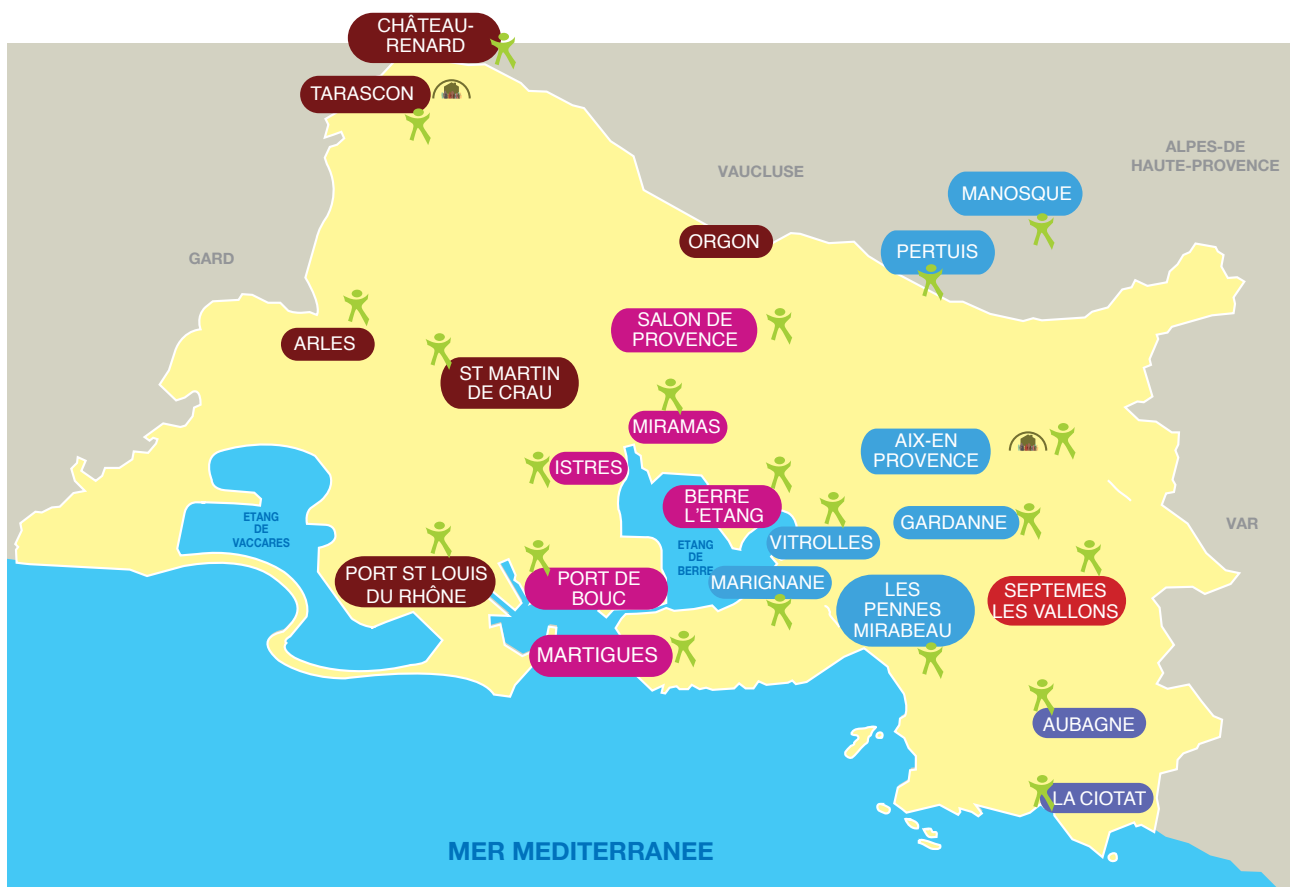 CHÂTEAU-
RENARD
TARASCON
ALPES-DE
HAUTE-PROVENCE
VAUCLUSE
MANOSQUE
ORGON
PERTUIS
GARD
SALON DE
PROVENCE
ARLES
ST MARTIN
DE CRAU
MIRAMAS
AIX-EN
PROVENCE
ISTRES
BERRE
L'ETANG
ETANG
DE
VACCARES
GARDANNE
VAR
VITROLLES
ETANG
DE
BERRE
PORT ST LOUIS
DU RHÔNE
PORT DE
BOUC
MARIGNANE
LES
PENNES
MIRABEAU
SEPTEMES
LES VALLONS
MARTIGUES
AUBAGNE
LA CIOTAT
MER MEDITERRANEE